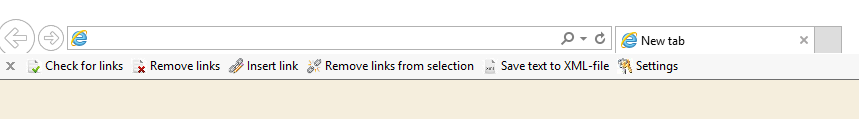 New tab
Check for links Remove links Insert link Remove links from selection Save text to XML-file Settings